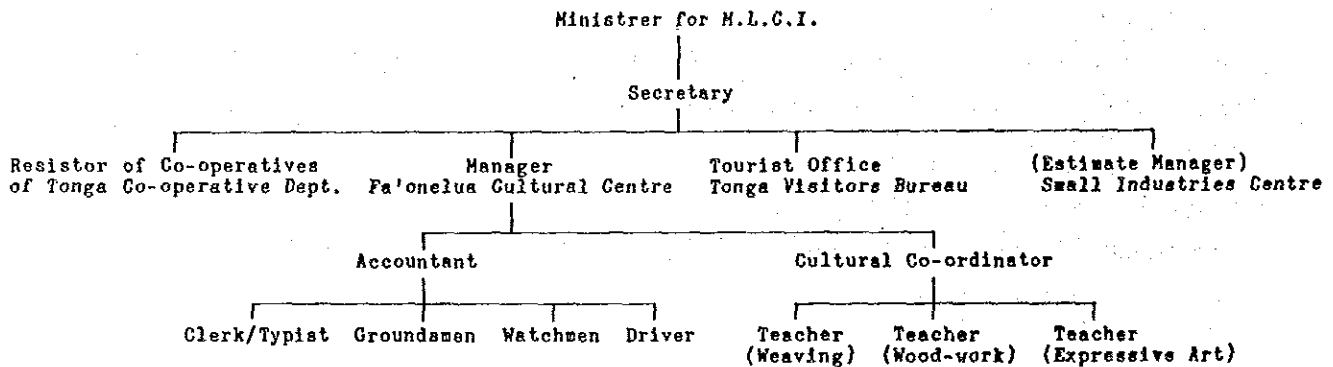 Ministrer for M.L.C.I.
Secretary
Resistor of Co-operatives
of Tonga Co-operative Dept.
Manager
Fa'onelua Cultural Centre
Tourist Office
Tonga Visitors Bureau
(Estimate Manager)
Small Industries Centre
Accountant
Cultural Co-ordinator
Clerk/Typist
Groundsmen
Watchmen
Driver
Teacher
(Weaving)
Teacher
(Wood-work)
Teacher
(Expressive Art)